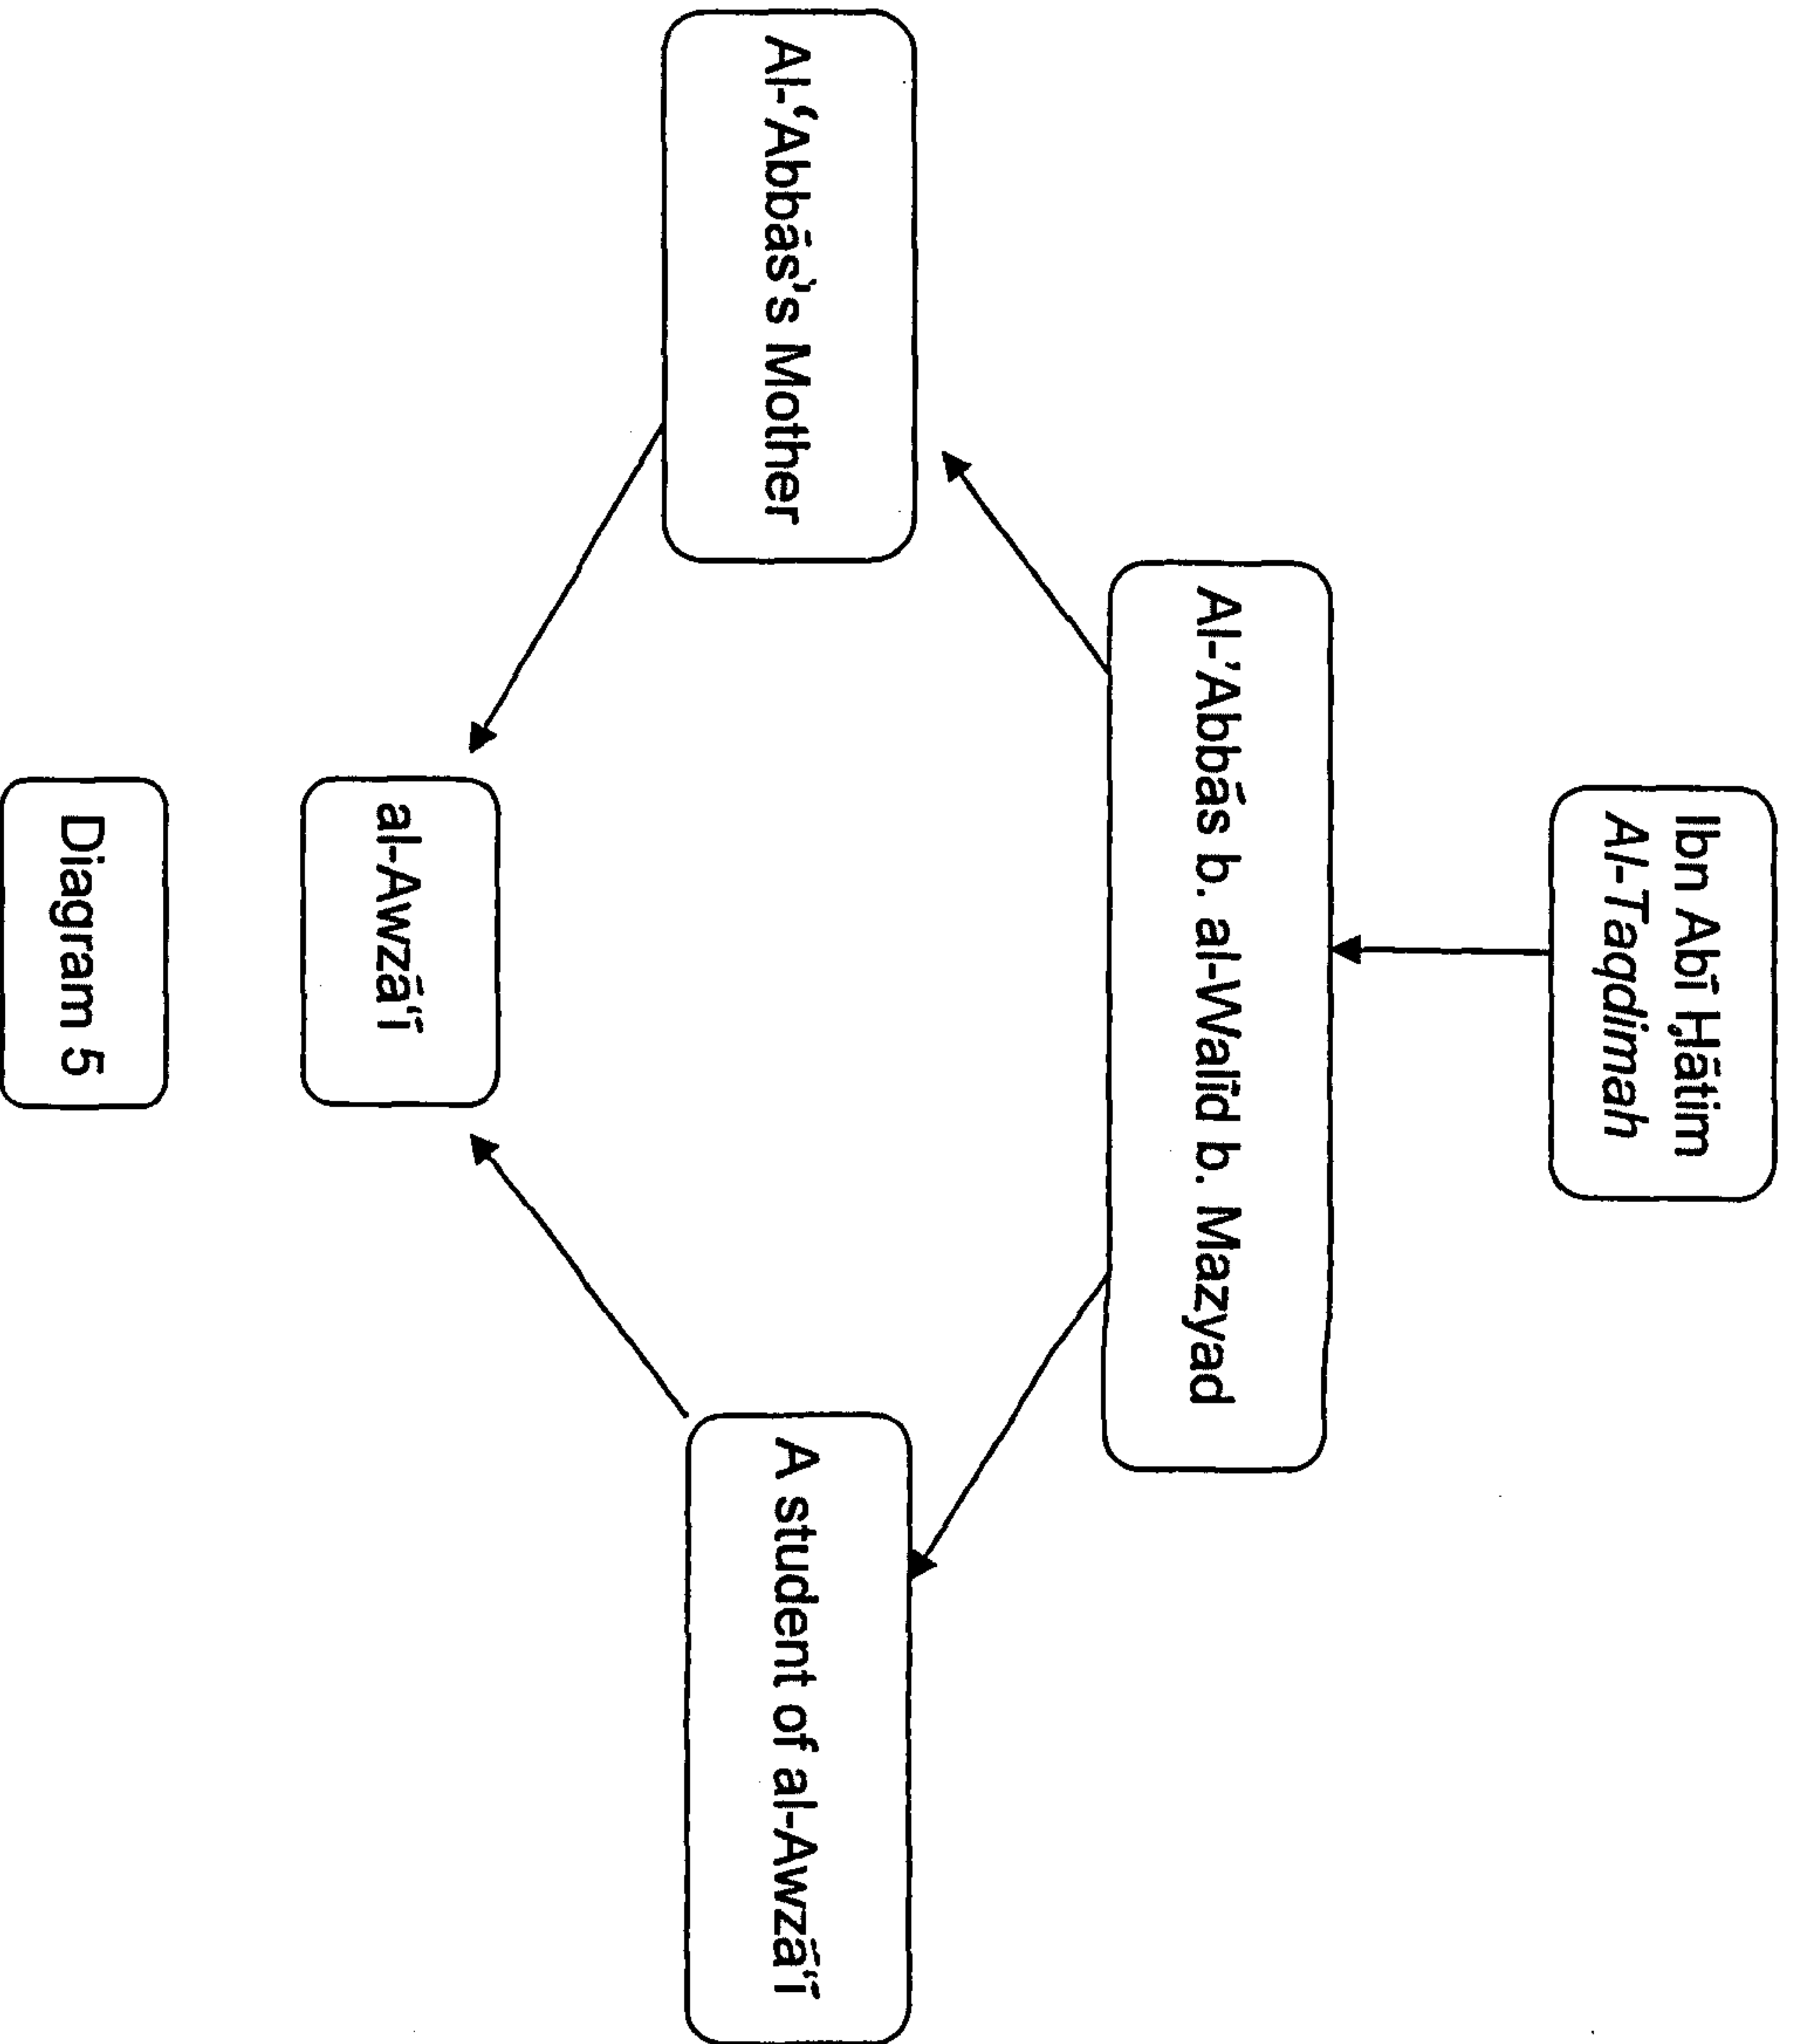 Ibn Abī Ḥātim
Al-Taqdimah
Al-’Abbās b. al-Walīd b. Mazyad
Al-‘Abbās’s Mother
A student of al-Awzā‘ī
al-Awzā‘ī
Diagram 5